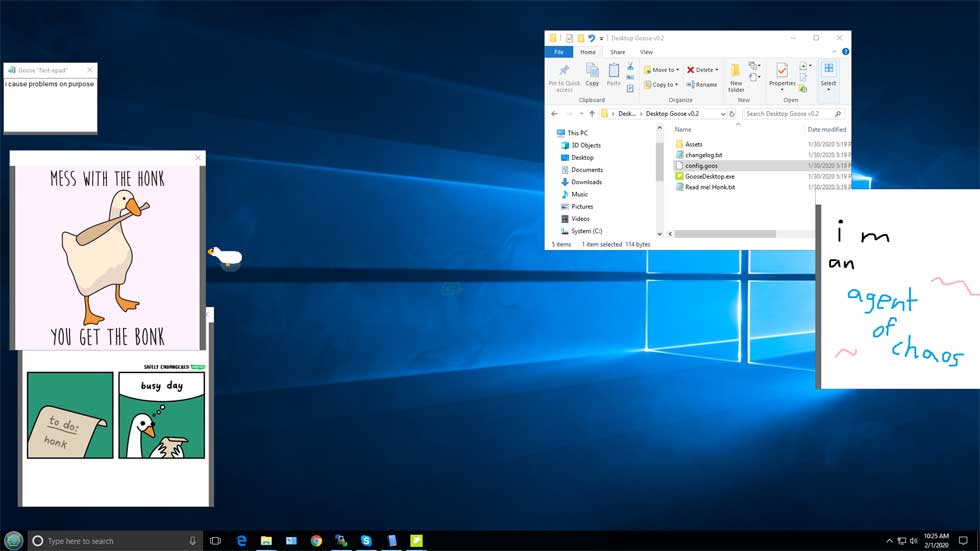 Goose "Not-epad"
i cause problems on purpose
MESS WITH THE HONK
YOU GET THE BONK
SAFELY ENDANGERED
to do:
honk
busy day
Desktop Goose v0.2
File
Home
Share
View
Pin to Quick
access
Copy
Paste
Clipboard
Move to
Copy to
Delete
Rename
Organize
New
folder
New
Properties
Open
Select
Desk...
Desktop Goose v0.2
Search Desktop Goose v0.2
This PC
3D Objects
Desktop
Documents
Downloads
Music
Pictures
Videos
System (C:)
Name
Date modified
Assets
1/30/2020 5:19 P
changelog.txt
1/30/2020 5:19 P
config.goos
1/30/2020 5:19 P
GooseDesktop.exe
1/30/2020 5:19 P
Read me! Honk.txt
1/30/2020 5:19 P
5 items
1 item selected
114 bytes
i m
an
agent
of
chaos
Type here to search
10:25 AM
2/1/2020